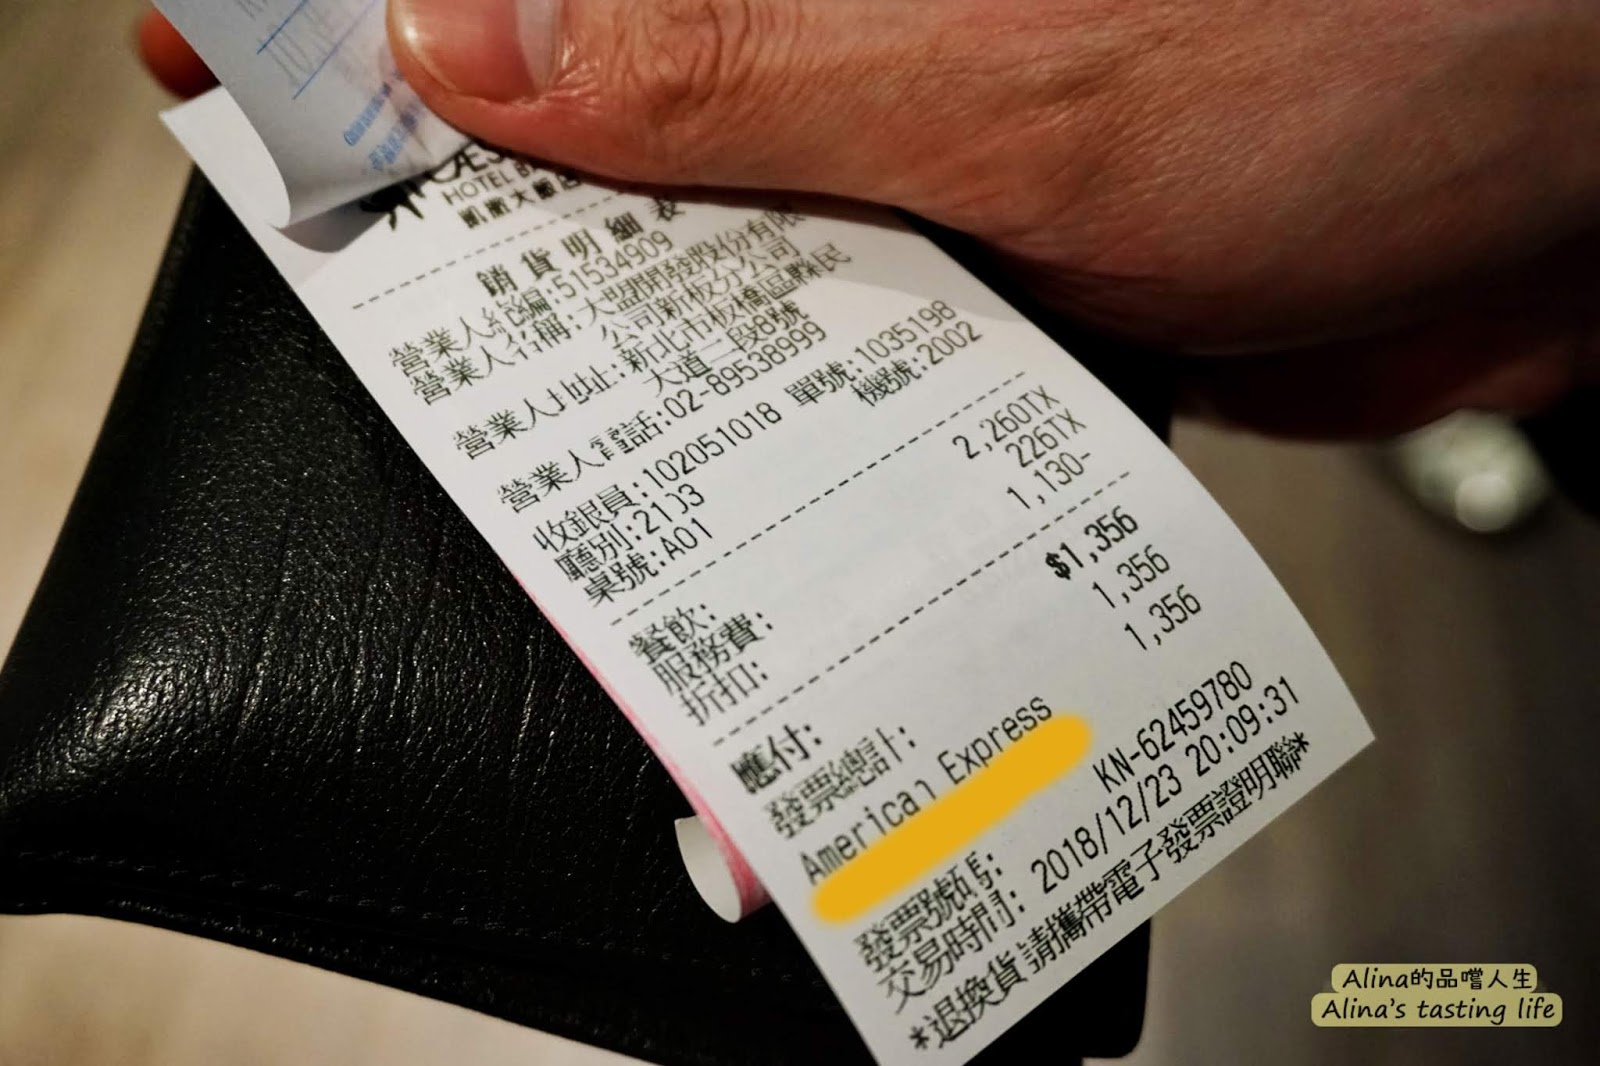 CAES
HOTEL B
凱撒大飯店
銷貨明細表
營業人統編:51534909
營業人名稱:大盟開發股份有限
公司新板分公司
營業人地址:新北市板橋區縣民
大道二段8號
營業人電話:02-89538999
收銀員:102051018 單號:1035198
廳別:2103 機號:2002
桌號:A01
餐飲: 2,260TX
服務費: 226TX
折扣: 1,130-
應付: $1,356
發票總計: 1,356
American Express 1,356
發票號碼: KN-62459780
交易時間: 2018/12/23 20:09:31
*退換貨請攜帶電子發票證明聯*
Alina的品嚐人生
Alina's tasting life